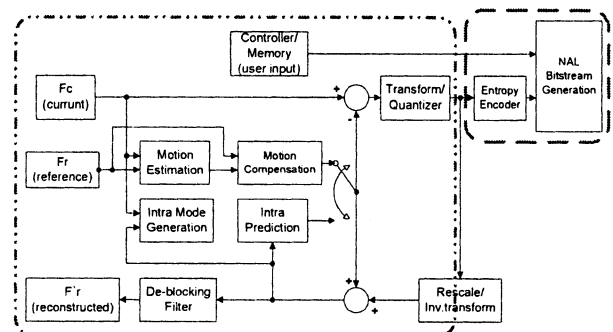 Controller/
Memory
(user input)
NAL
Bitstream
Generation
Fc
(currunt)
+
-
Transform/
Quantizer
Entropy
Encoder
Fr
(reference)
Motion
Estimation
Motion
Compensation
Intra Mode
Generation
Intra
Prediction
F`r
(reconstructed)
De-blocking
Filter
+
+
Rescale/
Inv.transform